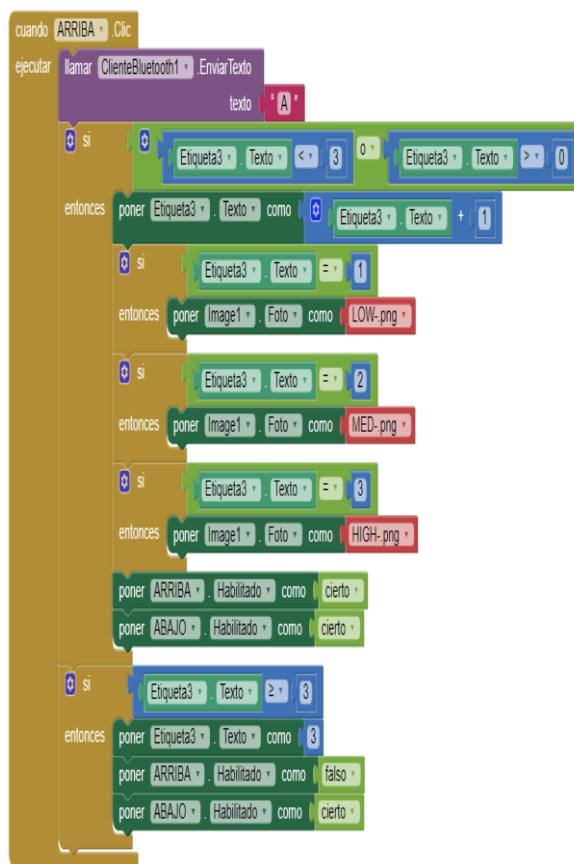 cuando ARRIBA .Clic
ejecutar llamar ClienteBluetooth1 .EnviarTexto
texto " A "
si Etiqueta3 . Texto < 3 o Etiqueta3 . Texto > 0
entonces poner Etiqueta3 . Texto como Etiqueta3 . Texto + 1
si Etiqueta3 . Texto = 1
entonces poner Image1 . Foto como LOW-.png
si Etiqueta3 . Texto = 2
entonces poner Image1 . Foto como MED-.png
si Etiqueta3 . Texto = 3
entonces poner Image1 . Foto como HIGH-.png
poner ARRIBA . Habilitado como cierto
poner ABAJO . Habilitado como cierto
si Etiqueta3 . Texto ≥ 3
entonces poner Etiqueta3 . Texto como 3
poner ARRIBA . Habilitado como falso
poner ABAJO . Habilitado como cierto